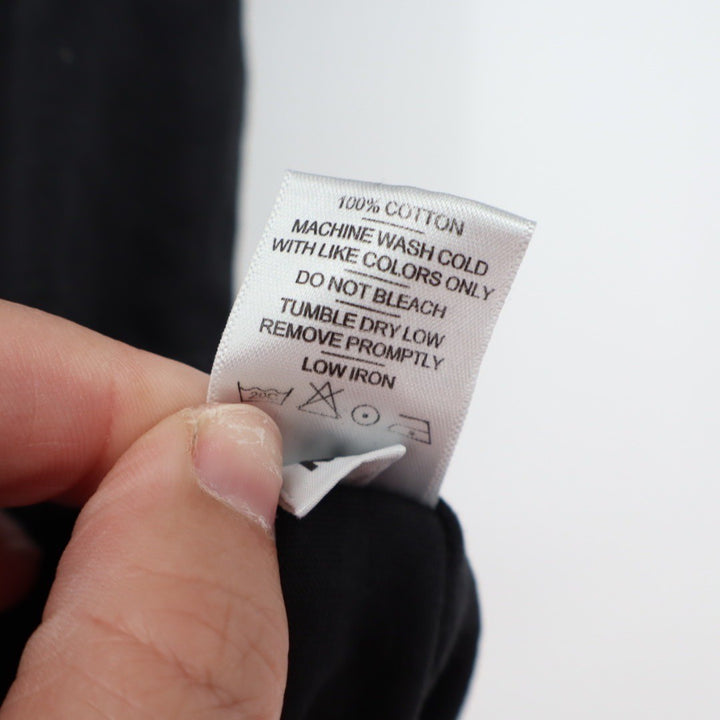 100% COTTON
MACHINE WASH COLD
WITH LIKE COLORS ONLY
DO NOT BLEACH
TUMBLE DRY LOW
REMOVE PROMPTLY
LOW IRON